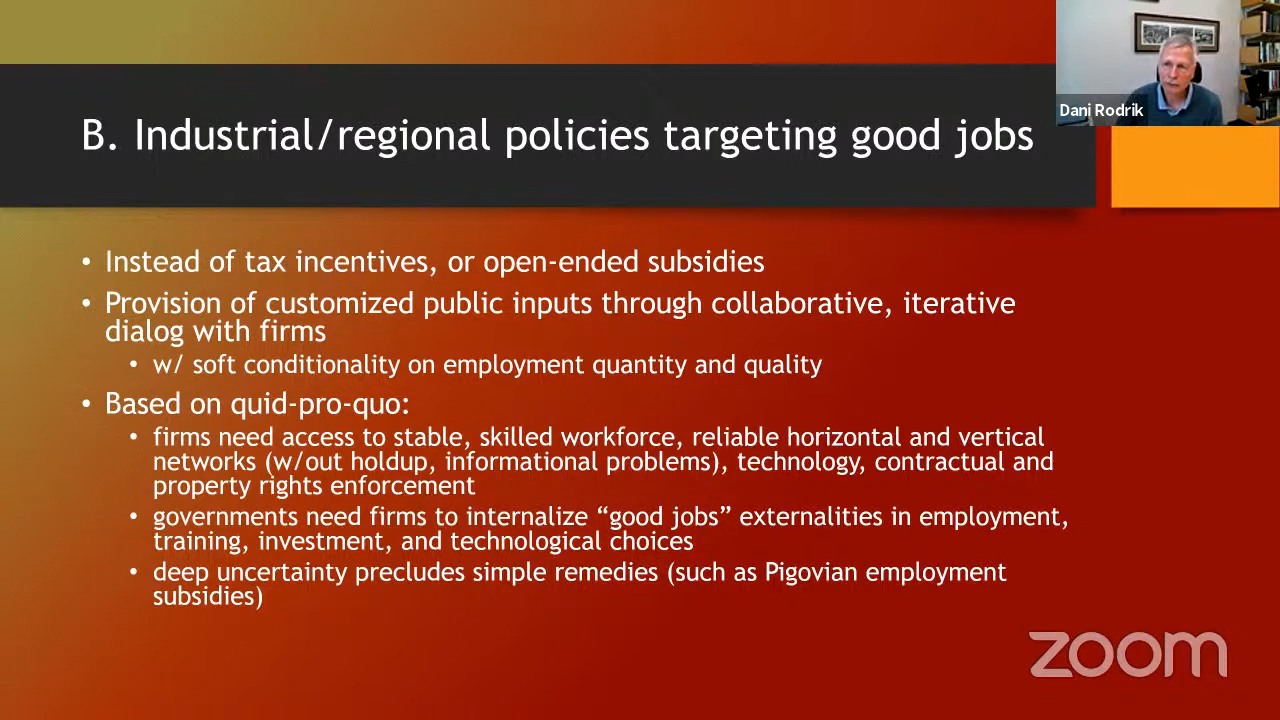 Dani Rodrik
B. Industrial/regional policies targeting good jobs
• Instead of tax incentives, or open-ended subsidies
• Provision of customized public inputs through collaborative, iterative
dialog with firms
• w/ soft conditionality on employment quantity and quality
• Based on quid-pro-quo:
• firms need access to stable, skilled workforce, reliable horizontal and vertical
networks (w/out holdup, informational problems), technology, contractual and
property rights enforcement
• governments need firms to internalize “good jobs” externalities in employment,
training, investment, and technological choices
• deep uncertainty precludes simple remedies (such as Pigovian employment
subsidies)
zoom